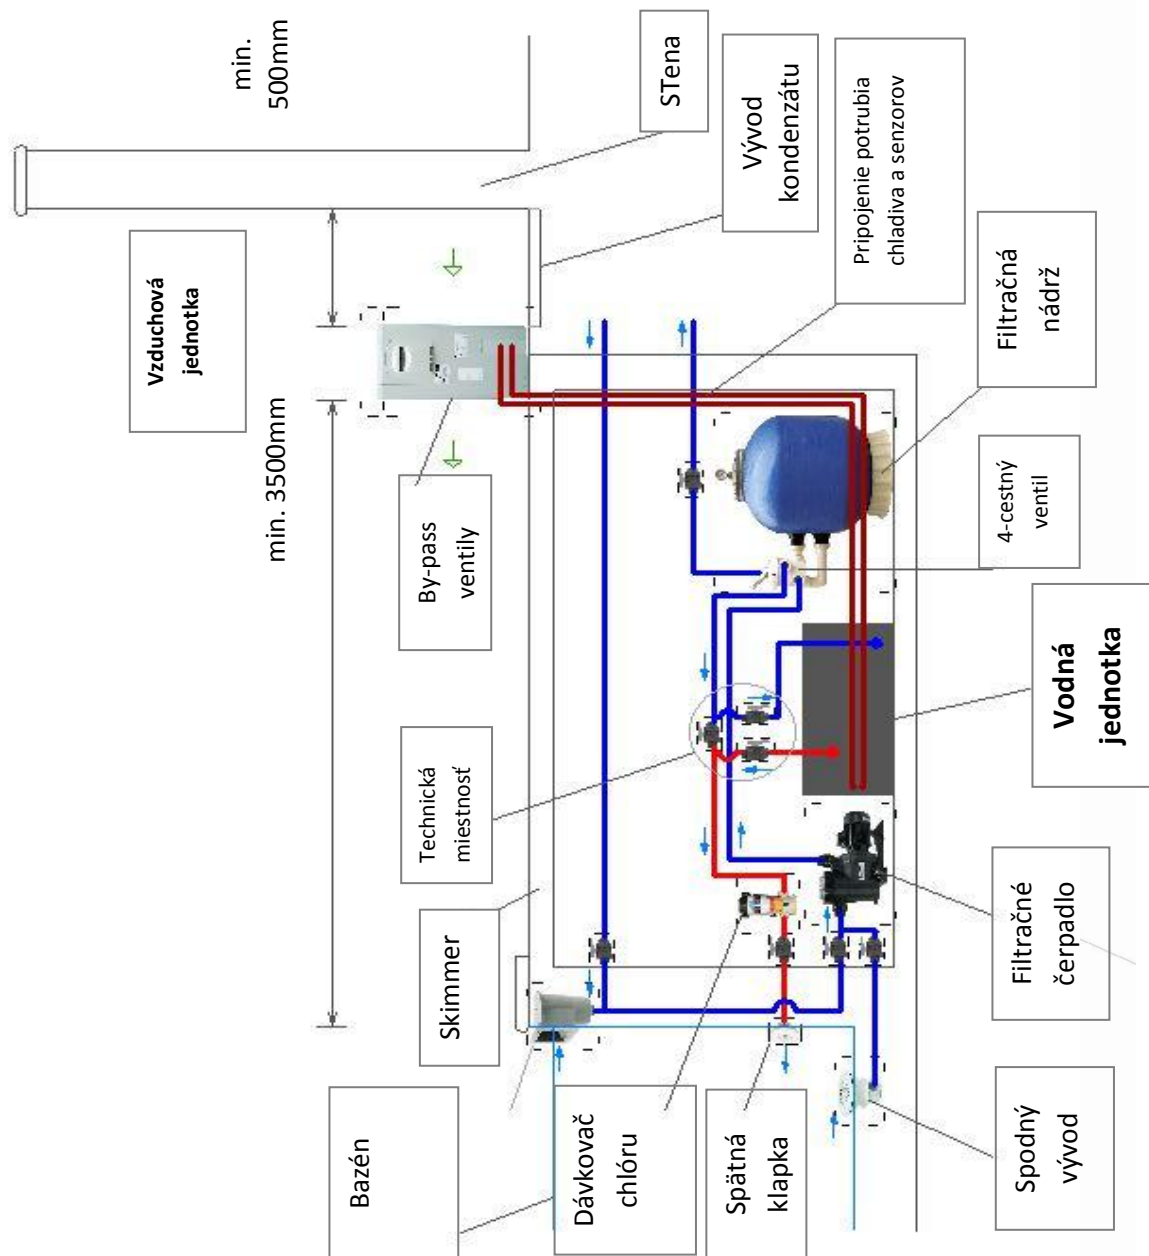 min.
500mm
STena
Vývod
kondenzátu
Pripojenie potrubia
chladiva a senzorov
Vzduchová
jednotka
Filtračná
nádrž
min. 3500mm
By-pass
ventily
4-cestný
ventil
Vodná
jednotka
Technická
miestnosť
Skimmer
Filtračné
čerpadlo
Bazén
Dávkovač
chlóru
Spätná
klapka
Spodný
vývod